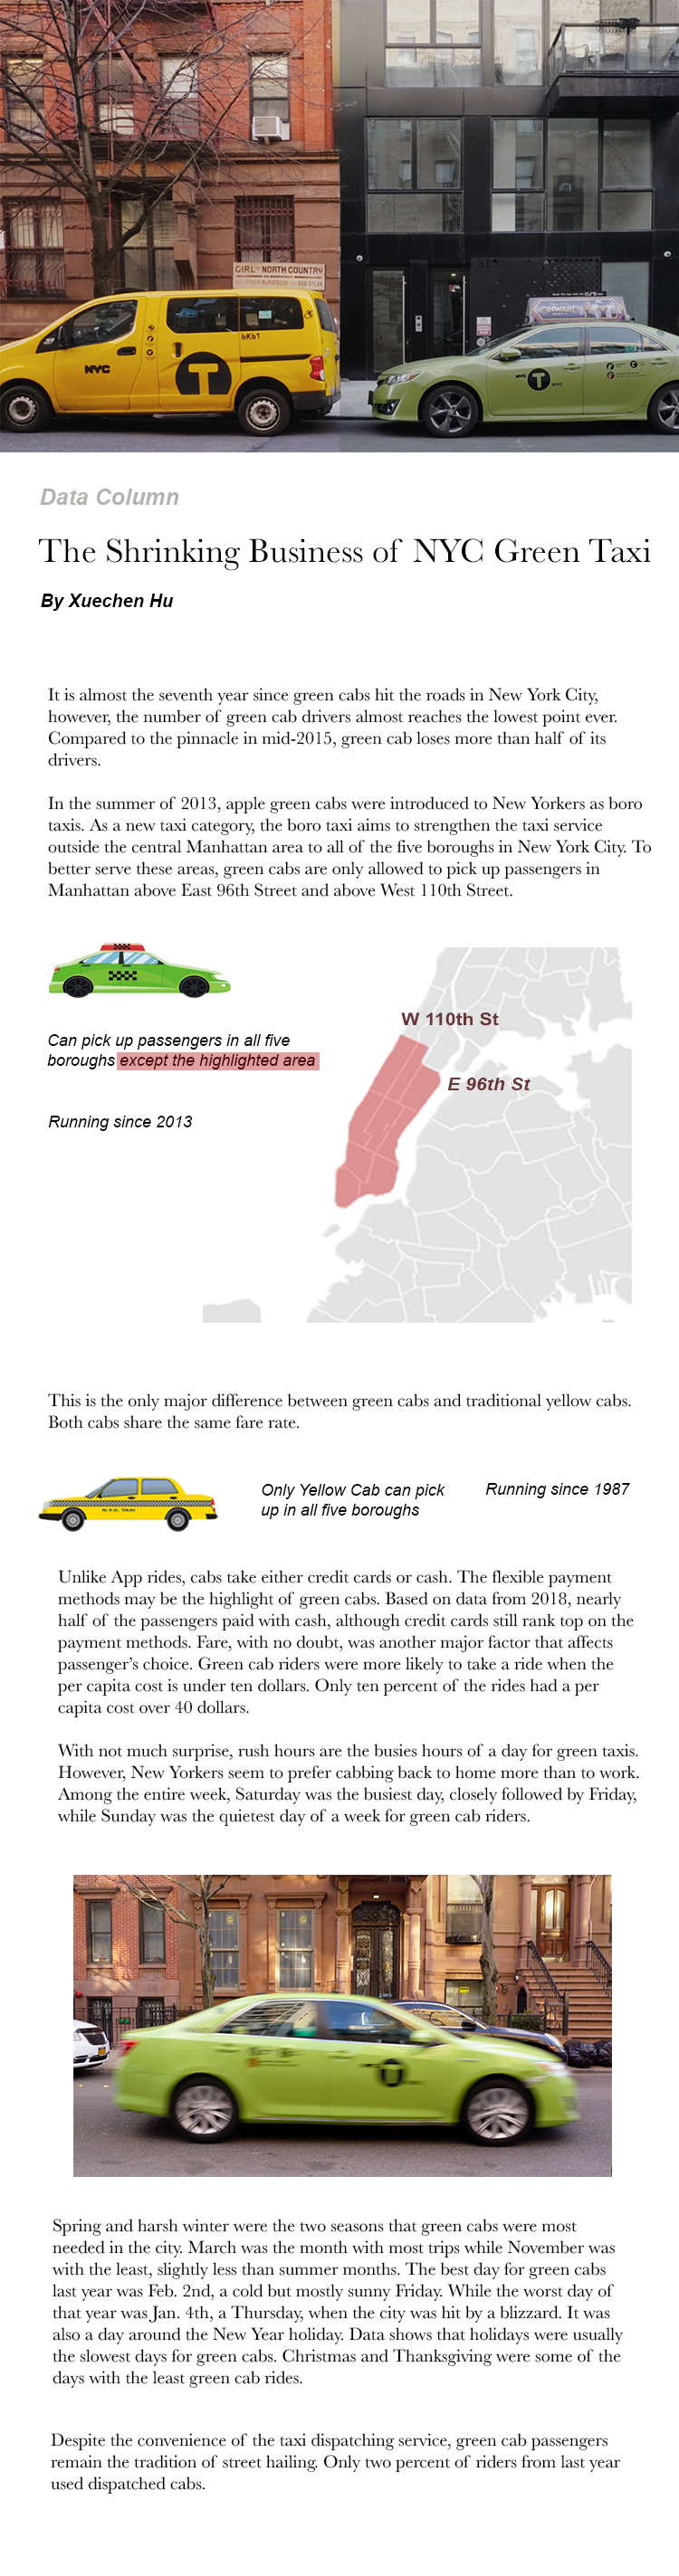 GIRL FROM THE NORTH COUNTRY
bKb1
NYC
T
ONWARD
NYC T BORO
Data Column
The Shrinking Business of NYC Green Taxi
By Xuechen Hu
It is almost the seventh year since green cabs hit the roads in New York City,
however, the number of green cab drivers almost reaches the lowest point ever.
Compared to the pinnacle in mid-2015, green cab loses more than half of its
drivers.
In the summer of 2013, apple green cabs were introduced to New Yorkers as boro
taxis. As a new taxi category, the boro taxi aims to strengthen the taxi service
outside the central Manhattan area to all of the five boroughs in New York City. To
better serve these areas, green cabs are only allowed to pick up passengers in
Manhattan above East 96th Street and above West 110th Street.
W 110th St
Can pick up passengers in all five
boroughs except the highlighted area
E 96th St
Running since 2013
This is the only major difference between green cabs and traditional yellow cabs.
Both cabs share the same fare rate.
N.Y.C. TAXI
Only Yellow Cab can pick
up in all five boroughs
Running since 1987
Unlike App rides, cabs take either credit cards or cash. The flexible payment
methods may be the highlight of green cabs. Based on data from 2018, nearly
half of the passengers paid with cash, although credit cards still rank top on the
payment methods. Fare, with no doubt, was another major factor that affects
passenger's choice. Green cab riders were more likely to take a ride when the
per capita cost is under ten dollars. Only ten percent of the rides had a per
capita cost over 40 dollars.
With not much surprise, rush hours are the busies hours of a day for green taxis.
However, New Yorkers seem to prefer cabbing back to home more than to work.
Among the entire week, Saturday was the busiest day, closely followed by Friday,
while Sunday was the quietest day of a week for green cab riders.
Spring and harsh winter were the two seasons that green cabs were most
needed in the city. March was the month with most trips while November was
with the least, slightly less than summer months. The best day for green cabs
last year was Feb. 2nd, a cold but mostly sunny Friday. While the worst day of
that year was Jan. 4th, a Thursday, when the city was hit by a blizzard. It was
also a day around the New Year holiday. Data shows that holidays were usually
the slowest days for green cabs. Christmas and Thanksgiving were some of the
days with the least green cab rides.
Despite the convenience of the taxi dispatching service, green cab passengers
remain the tradition of street hailing. Only two percent of riders from last year
used dispatched cabs.